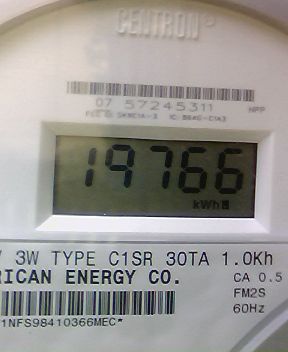 CENTRON®
07 57245311
19766
kWh
3W TYPE C1SR 30TA 1.0Kh
RICAN ENERGY CO.
CA 0.5
FM2S
1NFS98410366MEC*
60Hz